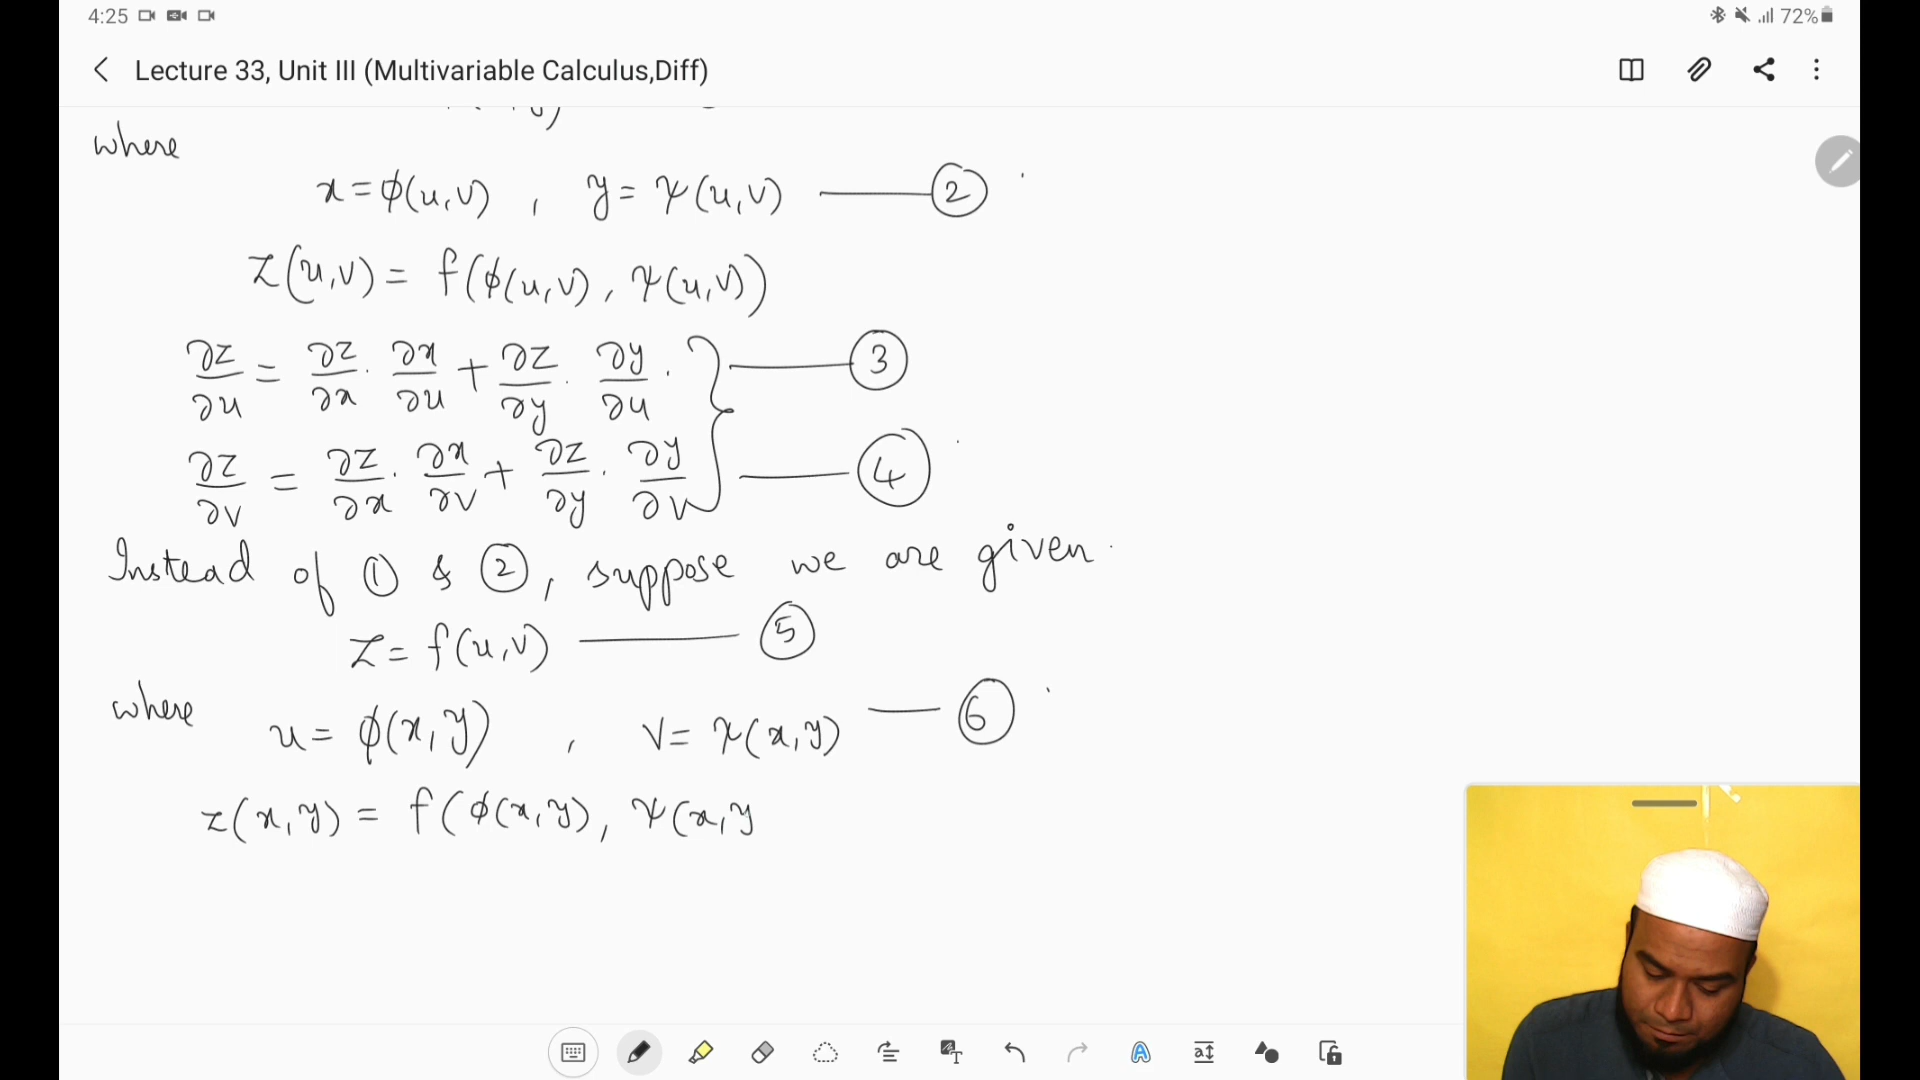 4:25 72%
Lecture 33, Unit III (Multivariable Calculus,Diff)
where
x = ϕ(u,v) , y = ψ(u,v) —— ②
z(u,v) = f(ϕ(u,v), ψ(u,v))
∂z/∂u = ∂z/∂x · ∂x/∂u + ∂z/∂y · ∂y/∂u · } —— ③
∂z/∂v = ∂z/∂x · ∂x/∂v + ∂z/∂y · ∂y/∂v } —— ④
Instead of ① & ②, suppose we are given
z = f(u,v) —— ⑤
where
u = ϕ(x,y) , v = ψ(x,y) — ⑥
z(x,y) = f(ϕ(x,y), ψ(x,y